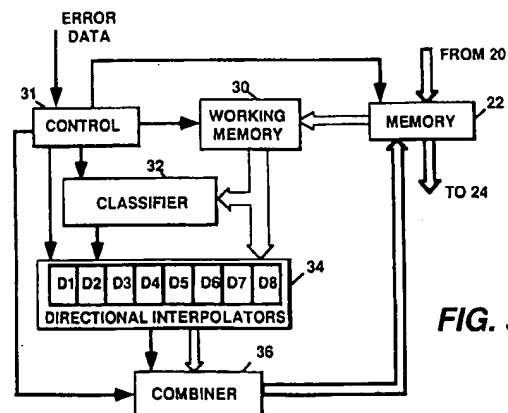 ERROR
DATA
FROM 20
31
CONTROL
30
WORKING
MEMORY
MEMORY
22
32
CLASSIFIER
TO 24
34
D1 D2 D3 D4 D5 D6 D7 D8
DIRECTIONAL INTERPOLATORS
FIG.
36
COMBINER